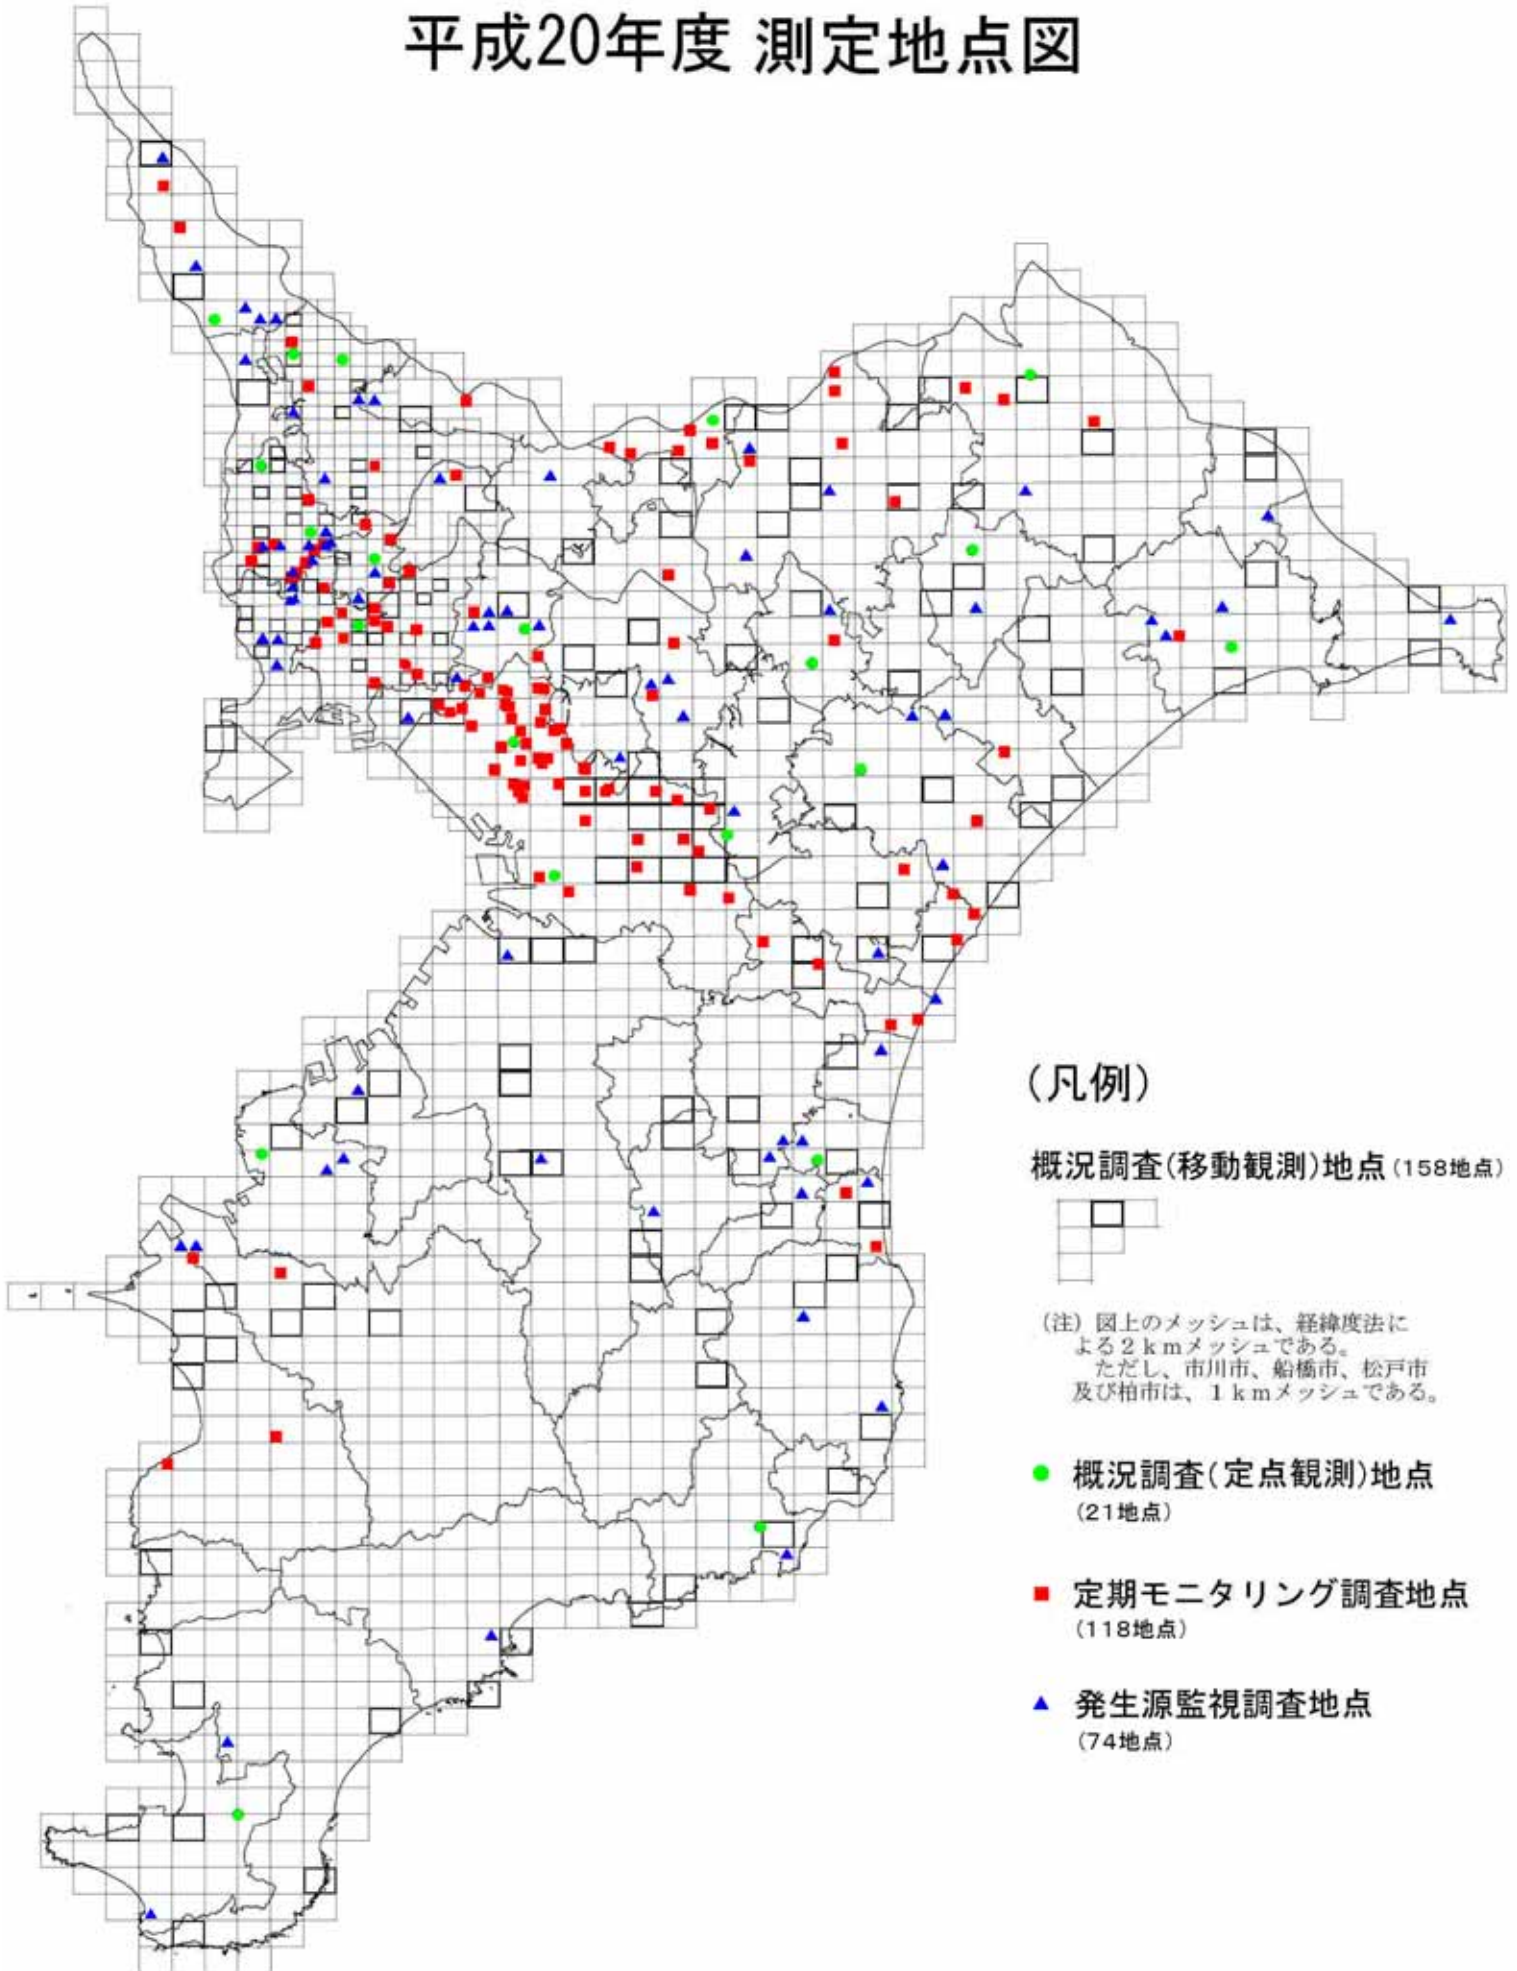 平成20年度 測定地点図
(凡例)
概況調査(移動観測)地点(158地点)
(注) 図上のメッシュは、経緯度法に
よる2kmメッシュである。
ただし、市川市、船橋市、松戸市
及び柏市は、1kmメッシュである。
概況調査(定点観測)地点
(21地点)
定期モニタリング調査地点
(118地点)
発生源監視調査地点
(74地点)